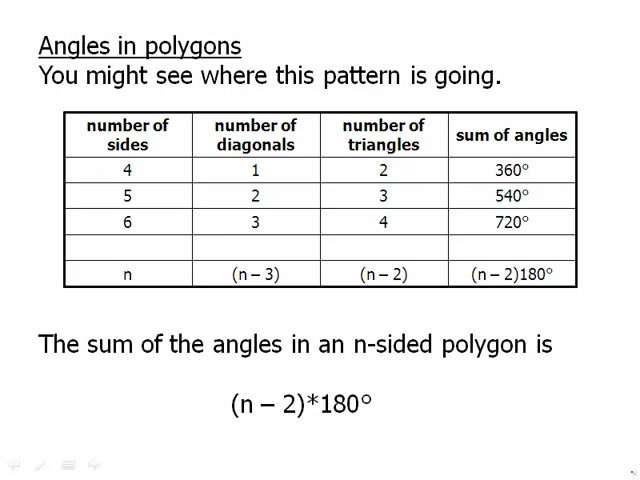 Angles in polygons
You might see where this pattern is going.
number of sides number of diagonals number of triangles sum of angles
4 1 2 360°
5 2 3 540°
6 3 4 720°
n (n – 3) (n – 2) (n – 2)180°
The sum of the angles in an n-sided polygon is
(n – 2)*180°